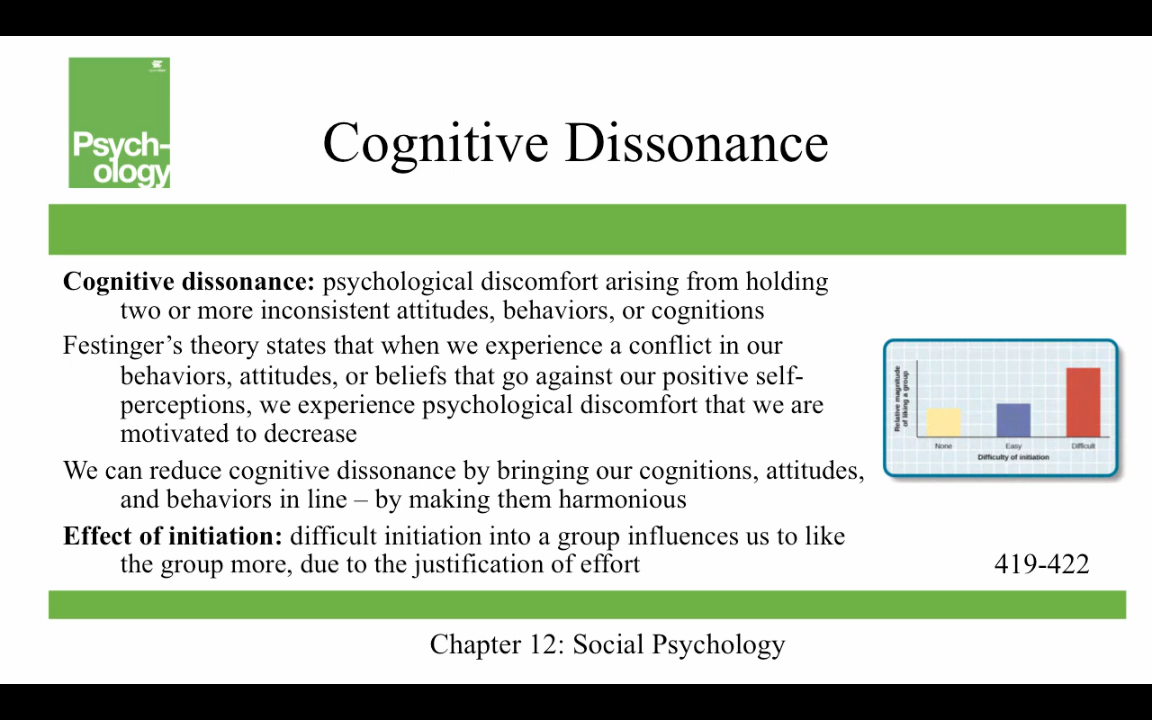 Psych-
ology
Cognitive Dissonance
Cognitive dissonance: psychological discomfort arising from holding
two or more inconsistent attitudes, behaviors, or cognitions
Festinger’s theory states that when we experience a conflict in our
behaviors, attitudes, or beliefs that go against our positive self-
perceptions, we experience psychological discomfort that we are
motivated to decrease
We can reduce cognitive dissonance by bringing our cognitions, attitudes,
and behaviors in line – by making them harmonious
Effect of initiation: difficult initiation into a group influences us to like
the group more, due to the justification of effort
Relative magnitude
of liking a group
None Easy Difficult
Difficulty of initiation
419-422
Chapter 12: Social Psychology